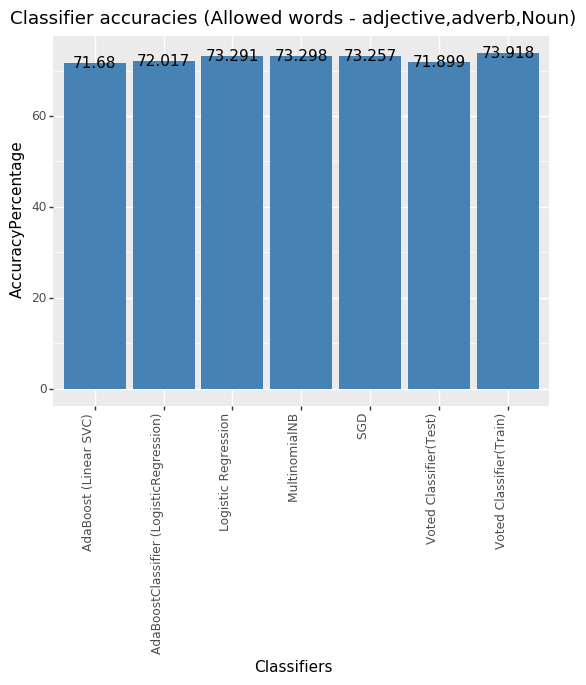 Classifier accuracies (Allowed words - adjective,adverb,Noun)
71.68
72.017
73.291
73.298
73.257
71.899
73.918
AccuracyPercentage
60
40
20
0
AdaBoost (Linear SVC)
AdaBoostClassifier (LogisticRegression)
Logistic Regression
MultinomialNB
SGD
Voted Classifier(Test)
Voted Classifier(Train)
Classifiers